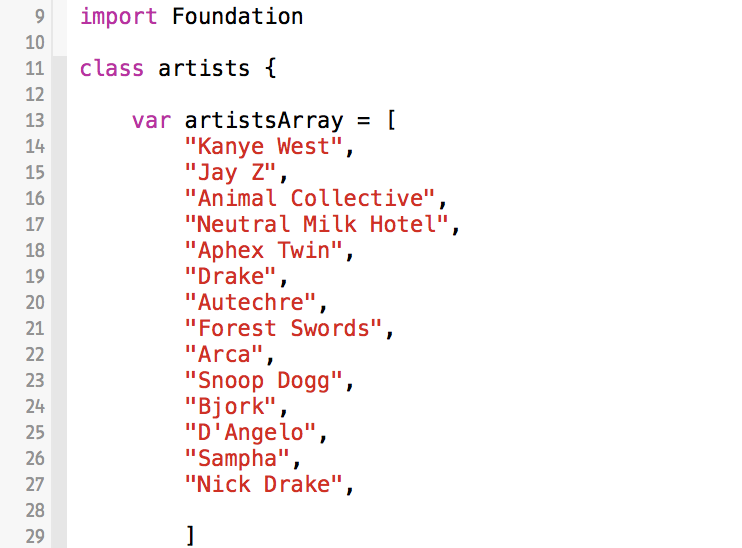 9 import Foundation
10
11 class artists {
12
13 var artistsArray = [
14 "Kanye West",
15 "Jay Z",
16 "Animal Collective",
17 "Neutral Milk Hotel",
18 "Aphex Twin",
19 "Drake",
20 "Autechre",
21 "Forest Swords",
22 "Arca",
23 "Snoop Dogg",
24 "Bjork",
25 "D'Angelo",
26 "Sampha",
27 "Nick Drake",
28
29 ]